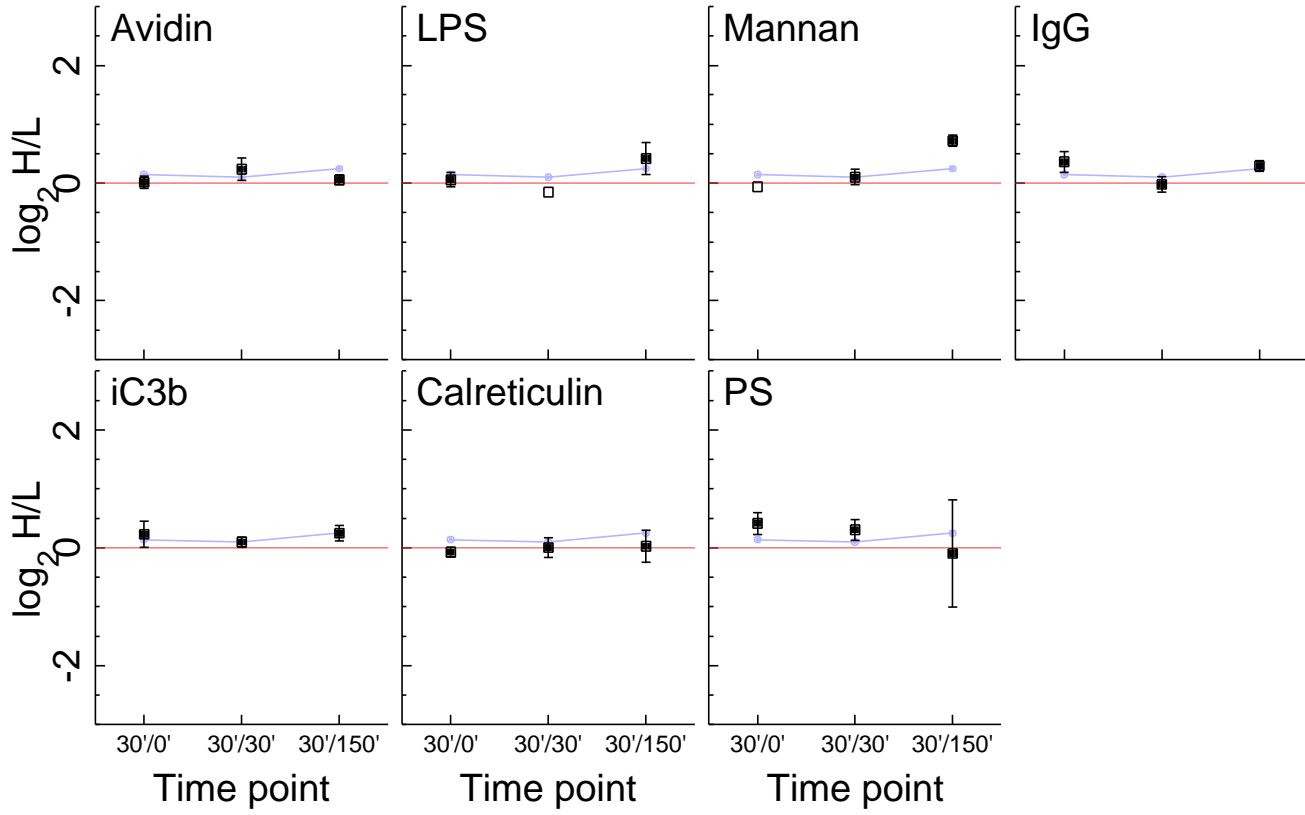 Avidin LPS Mannan IgG
2
0
-2
log2 H/L
iC3b Calreticulin PS
2
0
-2
log2 H/L
30'/0' 30'/30' 30'/150' 30'/0' 30'/30' 30'/150' 30'/0' 30'/30' 30'/150'
Time point Time point Time point